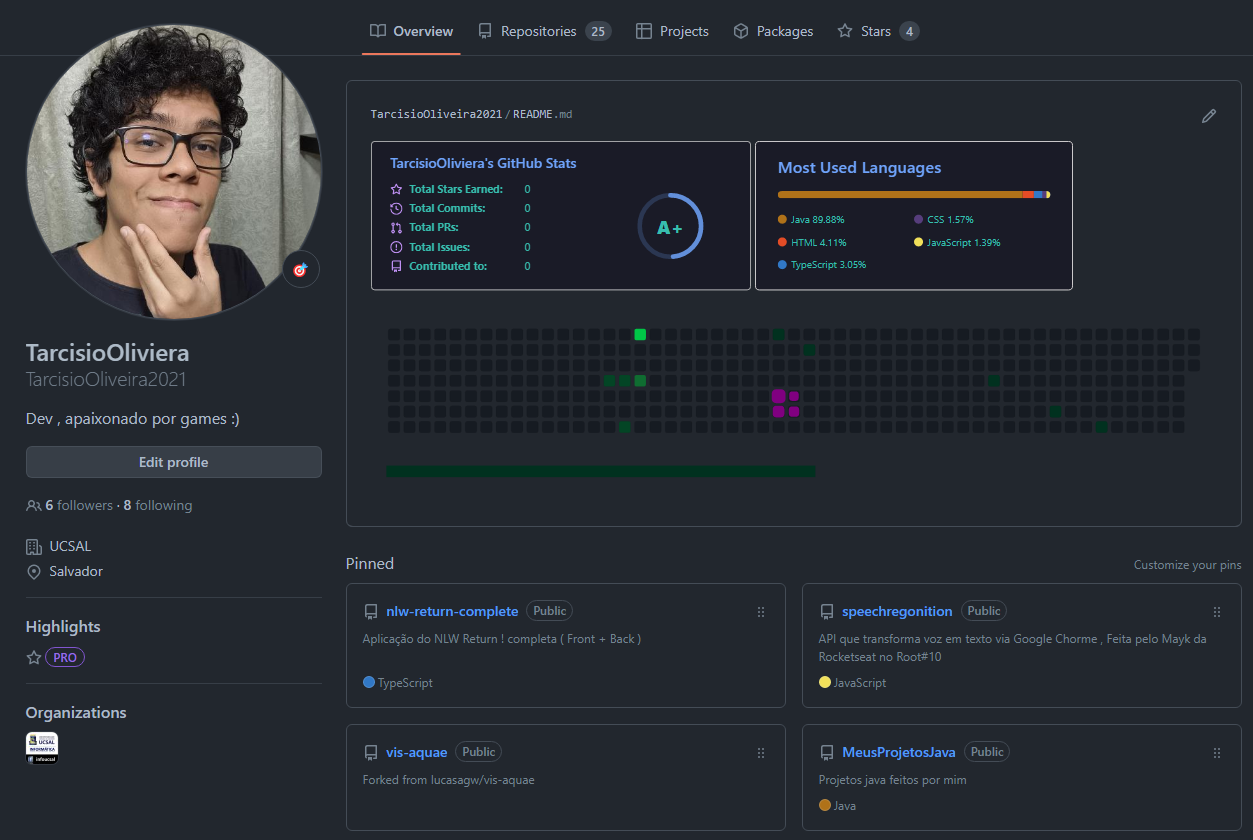 Overview Repositories 25 Projects Packages Stars 4
TarcisioOliveira2021/README.md
TarcisioOliviera's GitHub Stats
Total Stars Earned: 0
Total Commits: 0
Total PRs: 0
Total Issues: 0
Contributed to: 0
A+
Most Used Languages
Java 89.88%
CSS 1.57%
HTML 4.11%
JavaScript 1.39%
TypeScript 3.05%
TarcisioOliviera
TarcisioOliveira2021
Dev , apaixonado por games :)
Edit profile
6 followers · 8 following
UCSAL
Salvador
Highlights
PRO
Organizations
UCSAL
INFORMÁTICA
infoucsal
Pinned
Customize your pins
nlw-return-complete Public
Aplicação do NLW Return ! completa ( Front + Back )
TypeScript
speechregonition Public
API que transforma voz em texto via Google Chorme , Feita pelo Mayk da
Rocketseat no Root#10
JavaScript
vis-aquae Public
Forked from lucasagw/vis-aquae
MeusProjetosJava Public
Projetos java feitos por mim
Java